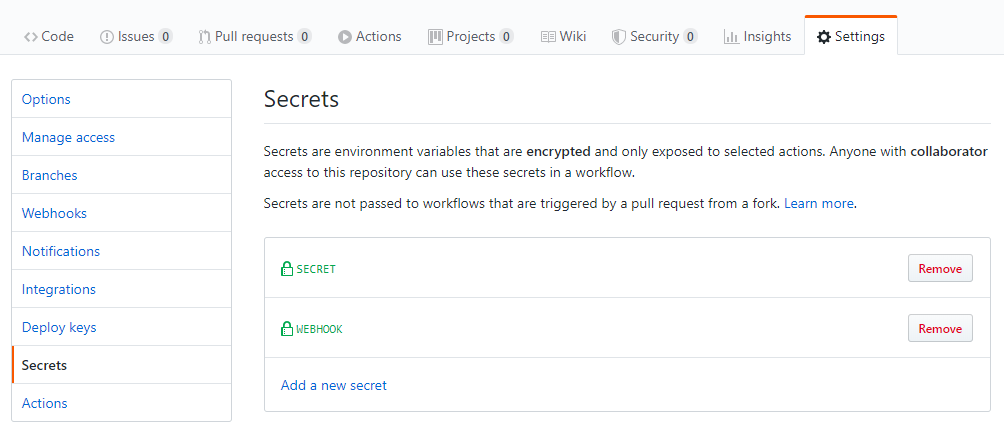 Code Issues 0 Pull requests 0 Actions Projects 0 Wiki Security 0 Insights Settings
Options
Manage access
Branches
Webhooks
Notifications
Integrations
Deploy keys
Secrets
Actions
Secrets
Secrets are environment variables that are encrypted and only exposed to selected actions. Anyone with collaborator
access to this repository can use these secrets in a workflow.
Secrets are not passed to workflows that are triggered by a pull request from a fork. Learn more.
SECRET Remove
WEBHOOK Remove
Add a new secret